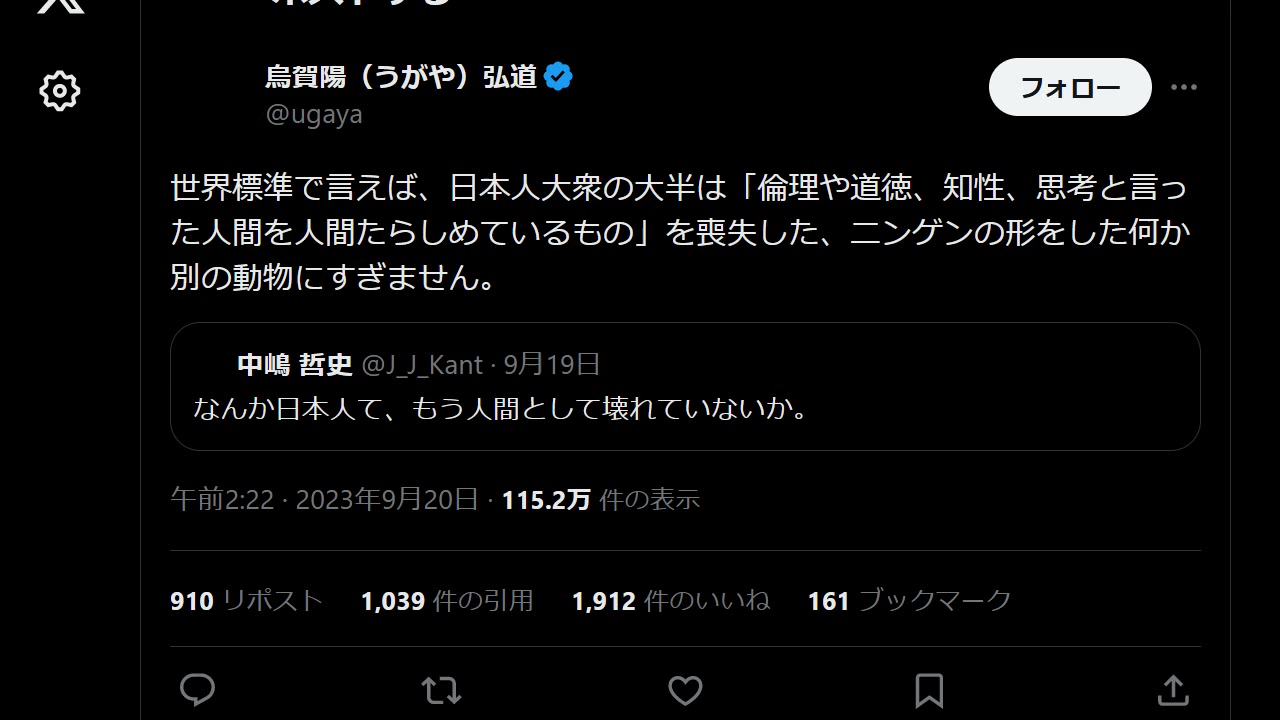 烏賀陽（うがや）弘道
@ugaya
フォロー
世界標準で言えば、日本人大衆の大半は「倫理や道徳、知性、思考と言っ
た人間を人間たらしめているもの」を喪失した、ニンゲンの形をした何か
別の動物にすぎません。
中嶋 哲史 @J_J_Kant · 9月19日
なんか日本人て、もう人間として壊れていないか。
午前2:22 · 2023年9月20日 · 115.2万 件の表示
910 リポスト 1,039 件の引用 1,912 件のいいね 161 ブックマーク